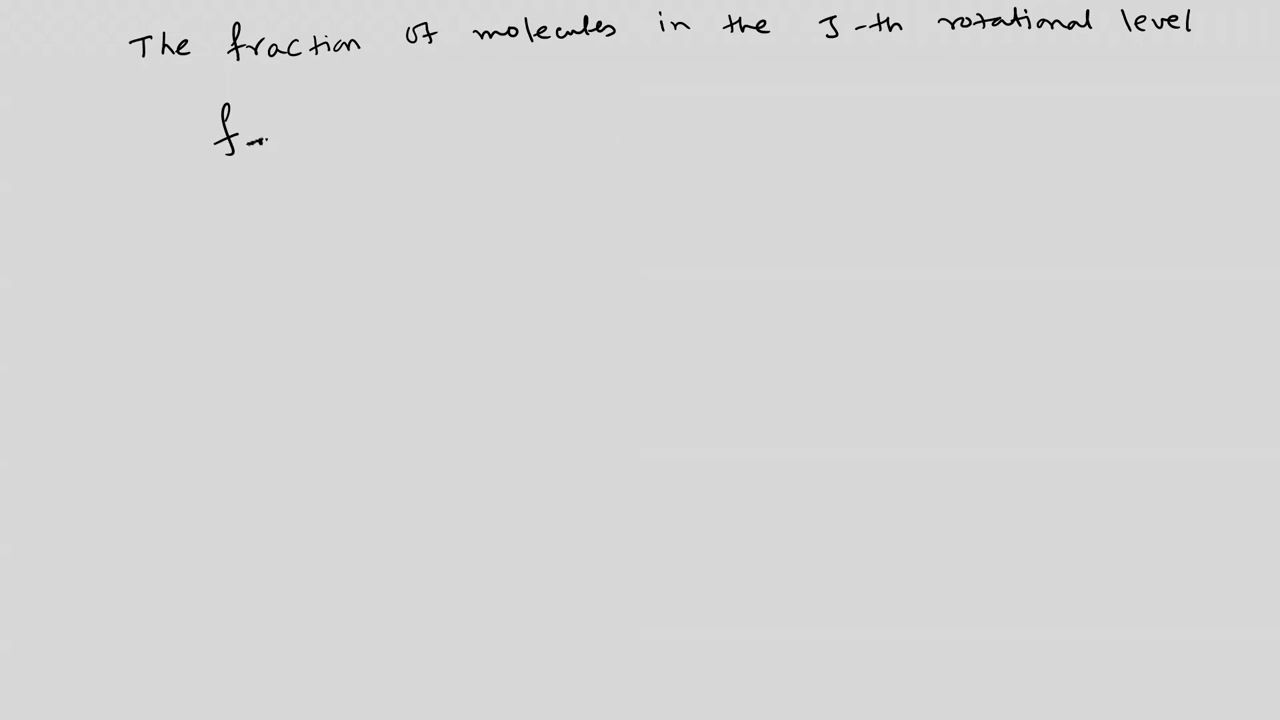 The fraction of molecules in the J-th rotational level
f-